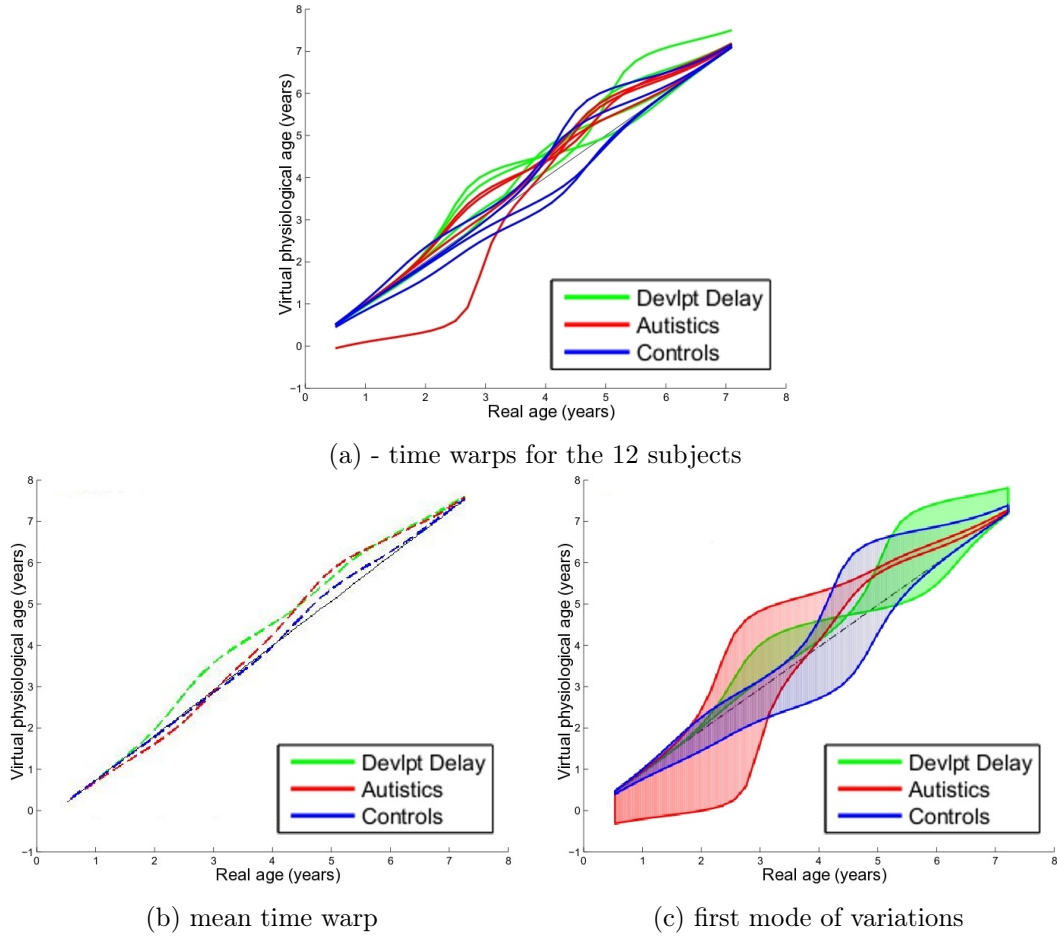 8
7
6
5
4
3
2
1
0
−1
Virtual physiological age (years)
0 1 2 3 4 5 6 7 8
Real age (years)
Devlpt Delay
Autistics
Controls
(a) - time warps for the 12 subjects
8
7
6
5
4
3
2
1
0
−1
Virtual physiological age (years)
0 1 2 3 4 5 6 7 8
Real age (years)
Devlpt Delay
Autistics
Controls
(b) mean time warp
8
7
6
5
4
3
2
1
0
−1
Virtual physiological age (years)
0 1 2 3 4 5 6 7 8
Real age (years)
Devlpt Delay
Autistics
Controls
(c) first mode of variations